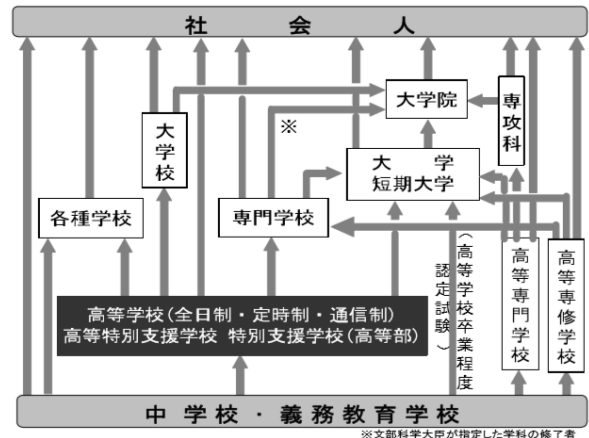 社会人
大学院
専攻科
※
大学校
大学
短期大学
各種学校
専門学校
(高等学校卒業程度
認定試験)
高等専門学校
高等専修学校
高等学校(全日制・定時制・通信制)
高等特別支援学校 特別支援学校(高等部)
中学校・義務教育学校
※文部科学大臣が指定した学科の修了者